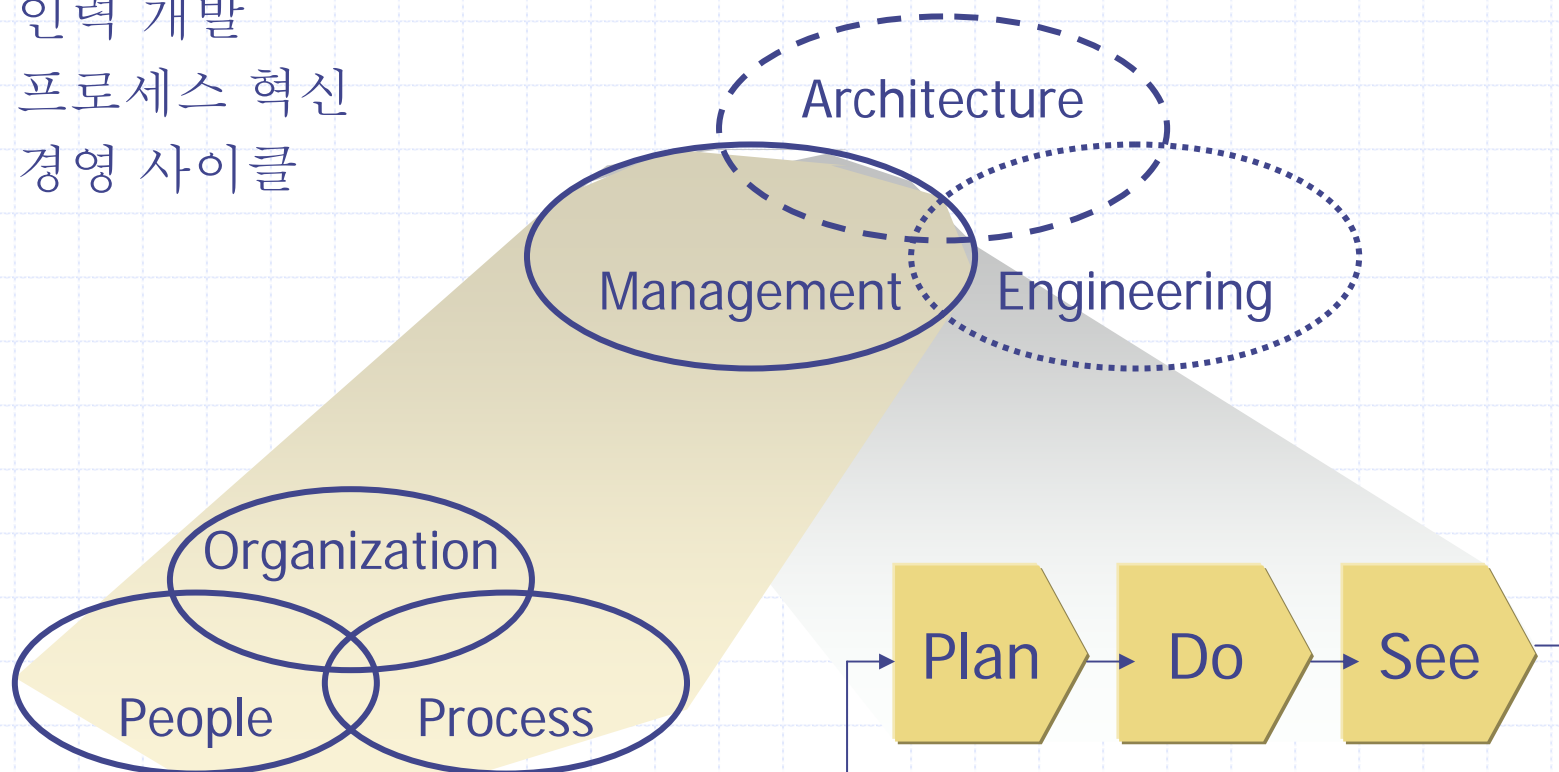 인력 개발
프로세스 혁신
경영 사이클
Architecture
Management
Engineering
Organization
People
Process
Plan
Do
See